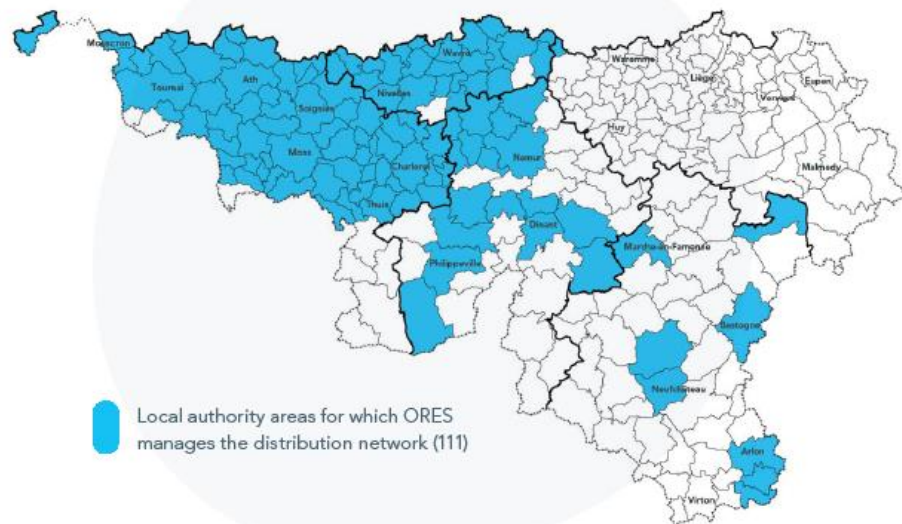 Mouscron
Wavre
Waremme
Ath
Liège
Eupen
Tournai
Nivelles
Verviers
Soignies
Huy
Mons
Namur
Charleroi
Malmedy
Thuin
Dinant
Marche-en-Famenne
Philippeville
Bastogne
Neufchâteau
Local authority areas for which ORES
manages the distribution network (111)
Arlon
Virton